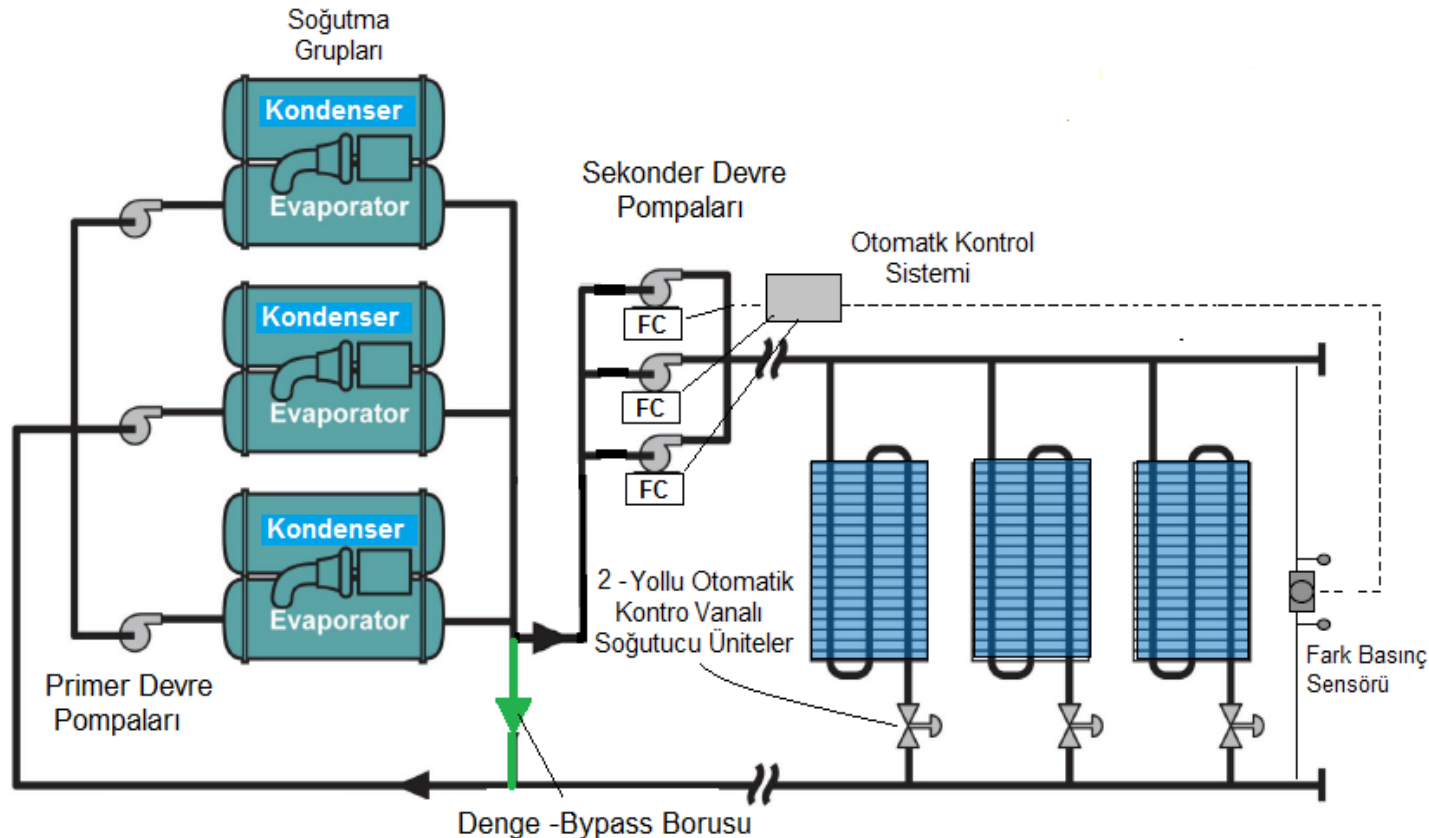 Soğutma
Grupları
Kondenser
Evaporator
Kondenser
Evaporator
Kondenser
Evaporator
Primer Devre
Pompaları
Sekonder Devre
Pompaları
FC
FC
FC
Otomatk Kontrol
Sistemi
2 -Yollu Otomatik
Kontro Vanalı
Soğutucu Üniteler
Fark Basınç
Sensörü
Denge -Bypass Borusu